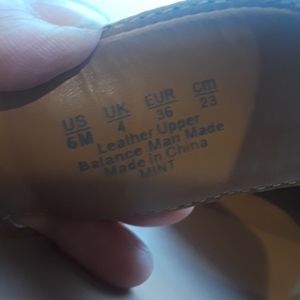 US UK EUR cm
6M 4 36 23
Leather Upper
Balance Man Made
Made in China
MINT